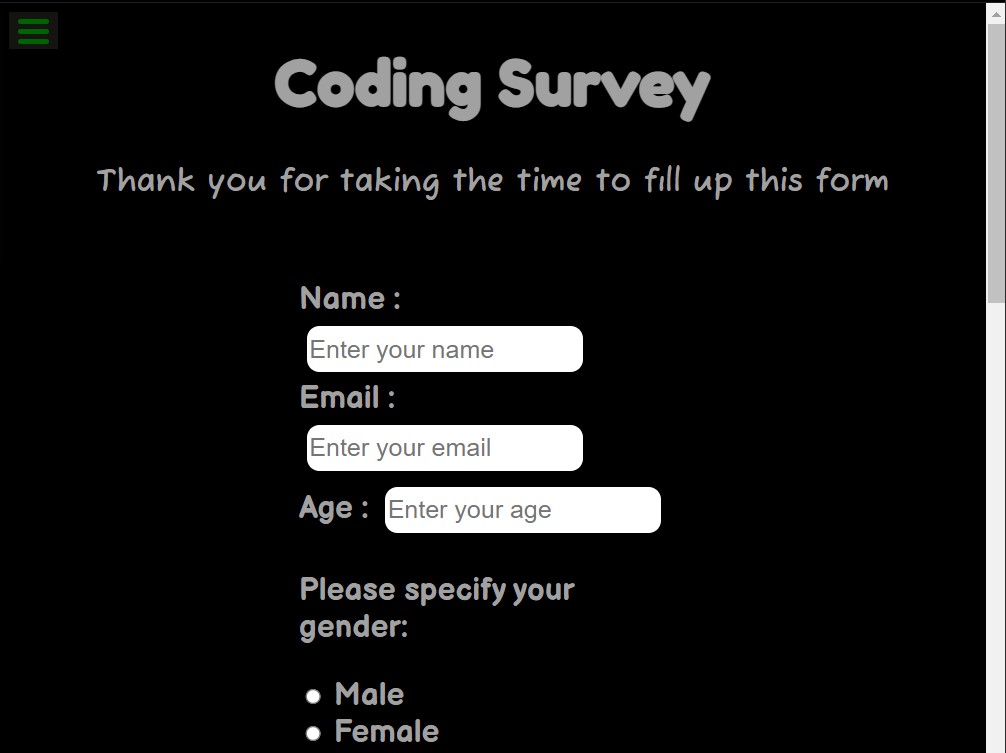 Coding Survey
Thank you for taking the time to fill up this form
Name :
Enter your name
Email :
Enter your email
Age : Enter your age
Please specify your
gender:
Male
Female